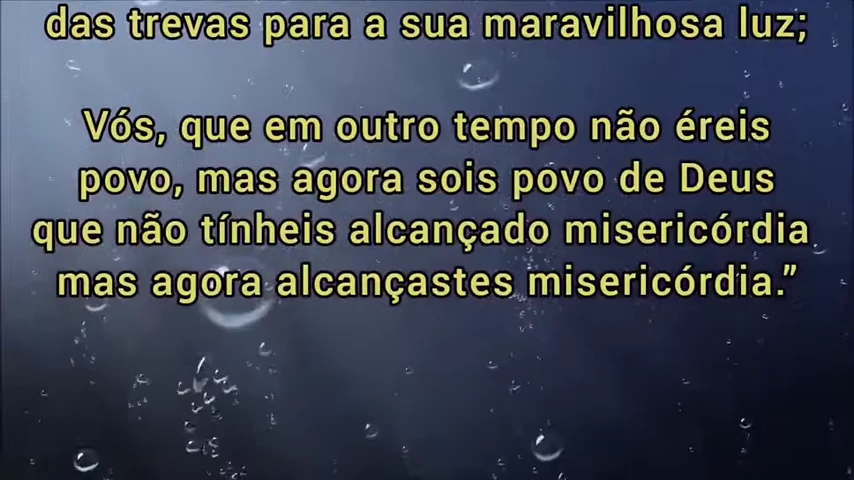 das trevas para a sua maravilhosa luz;
Vós, que em outro tempo não éreis
povo, mas agora sois povo de Deus
que não tínheis alcançado misericórdia
mas agora alcançastes misericórdia.”